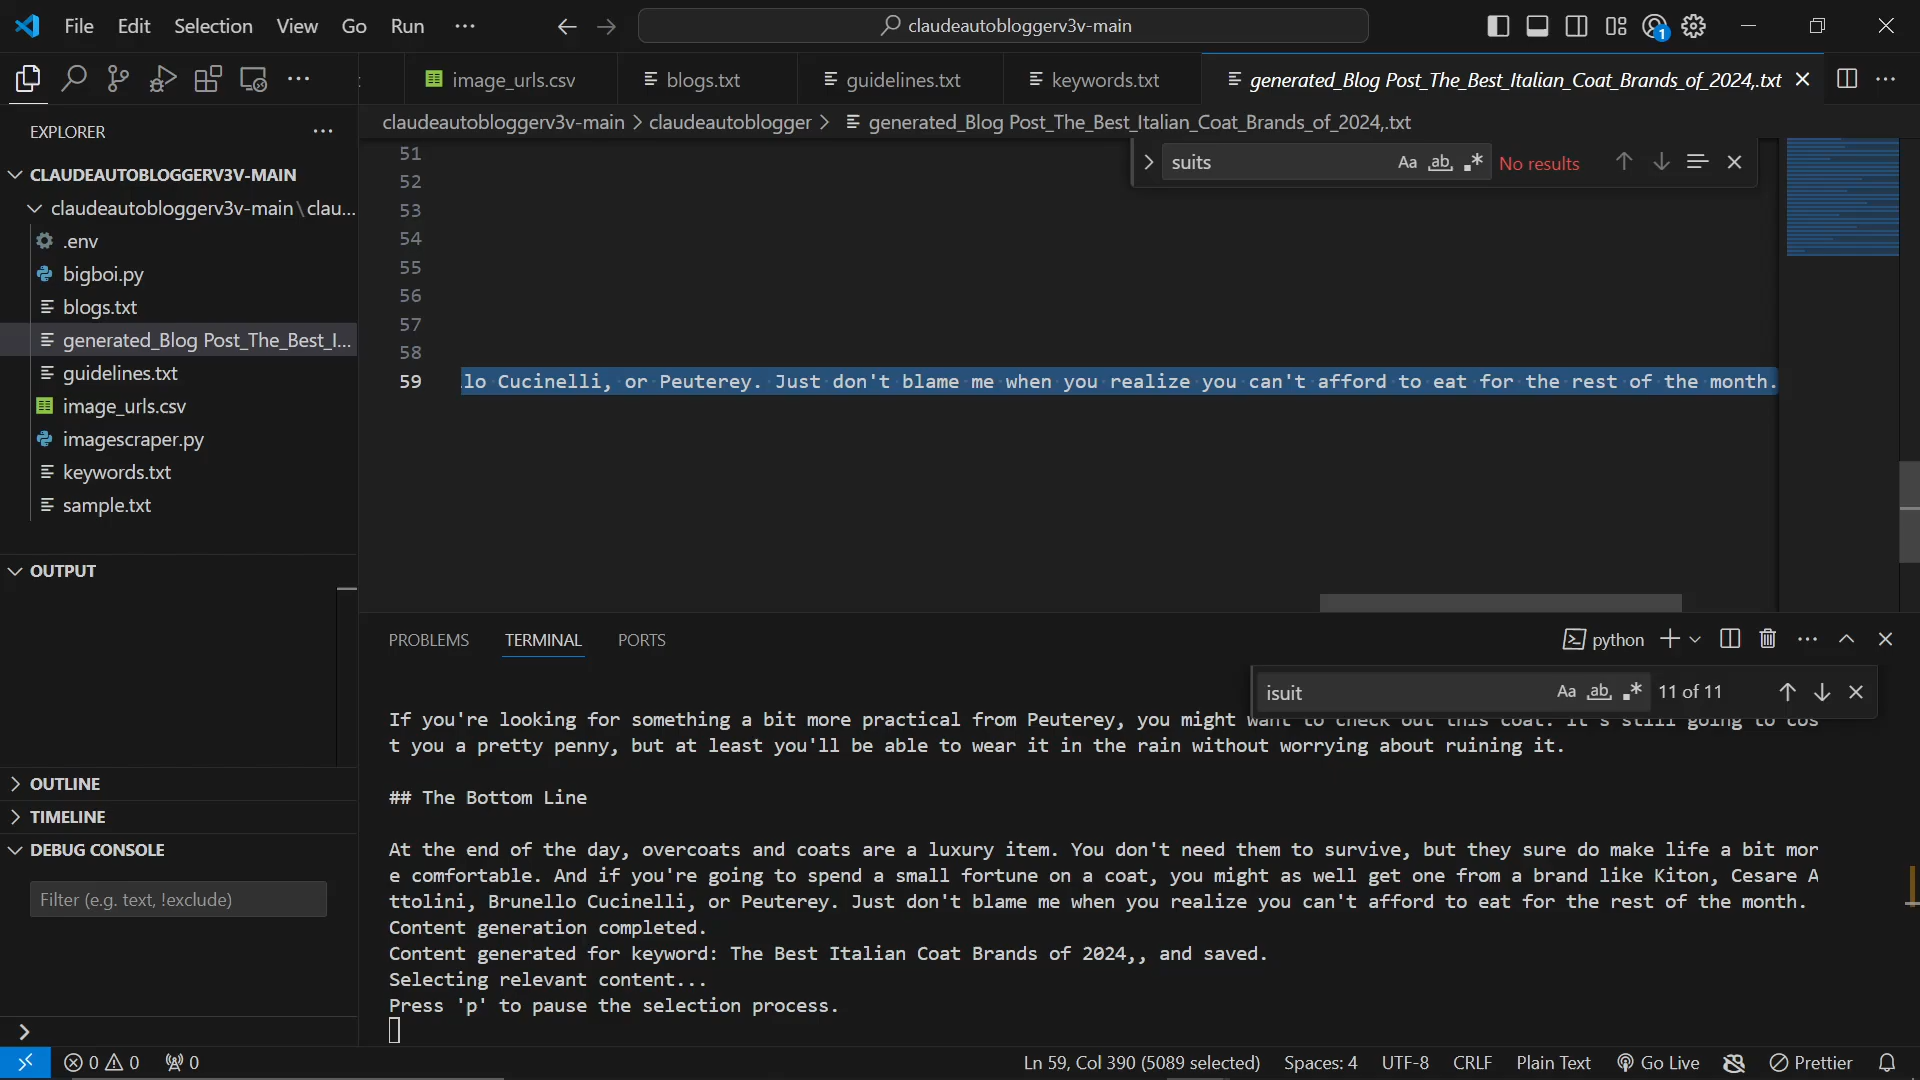 File Edit Selection View Go Run ···
claudeautobloggerv3v-main
1
image_urls.csv
blogs.txt
guidelines.txt
keywords.txt
generated_Blog Post_The_Best_Italian_Coat_Brands_of_2024,.txt
EXPLORER
claudeautobloggerv3v-main > claudeautoblogger > generated_Blog Post_The_Best_Italian_Coat_Brands_of_2024,.txt
CLAUDEAUTOBLOGGERV3V-MAIN
claudeautobloggerv3v-main\clau...
.env
bigboi.py
blogs.txt
generated_Blog Post_The_Best_I...
guidelines.txt
image_urls.csv
imagescraper.py
keywords.txt
sample.txt
OUTPUT
OUTLINE
TIMELINE
DEBUG CONSOLE
Filter (e.g. text, !exclude)
suits Aa ab .* No results
51
52
53
54
55
56
57
58
59 lo Cucinelli, or Peuterey. Just don't blame me when you realize you can't afford to eat for the rest of the month.
PROBLEMS TERMINAL PORTS
python
isuit Aa ab .* 11 of 11
If you're looking for something a bit more practical from Peuterey, you might want to check out this coat. It's still going to cos
t you a pretty penny, but at least you'll be able to wear it in the rain without worrying about ruining it.
## The Bottom Line
At the end of the day, overcoats and coats are a luxury item. You don't need them to survive, but they sure do make life a bit mor
e comfortable. And if you're going to spend a small fortune on a coat, you might as well get one from a brand like Kiton, Cesare A
ttolini, Brunello Cucinelli, or Peuterey. Just don't blame me when you realize you can't afford to eat for the rest of the month.
Content generation completed.
Content generated for keyword: The Best Italian Coat Brands of 2024,, and saved.
Selecting relevant content...
Press 'p' to pause the selection process.
0 0 0
Ln 59, Col 390 (5089 selected) Spaces: 4 UTF-8 CRLF Plain Text Go Live Prettier